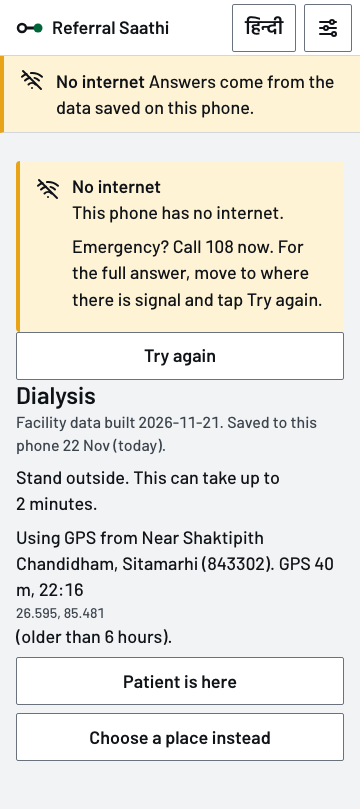 Referral Saathi
हिन्दी
No internet Answers come from the
data saved on this phone.
No internet
This phone has no internet.
Emergency? Call 108 now. For
the full answer, move to where
there is signal and tap Try again.
Try again
Dialysis
Facility data built 2026-11-21. Saved to this
phone 22 Nov (today).
Stand outside. This can take up to
2 minutes.
Using GPS from Near Shaktipith
Chandidham, Sitamarhi (843302). GPS 40
m, 22:16
26.595, 85.481
(older than 6 hours).
Patient is here
Choose a place instead